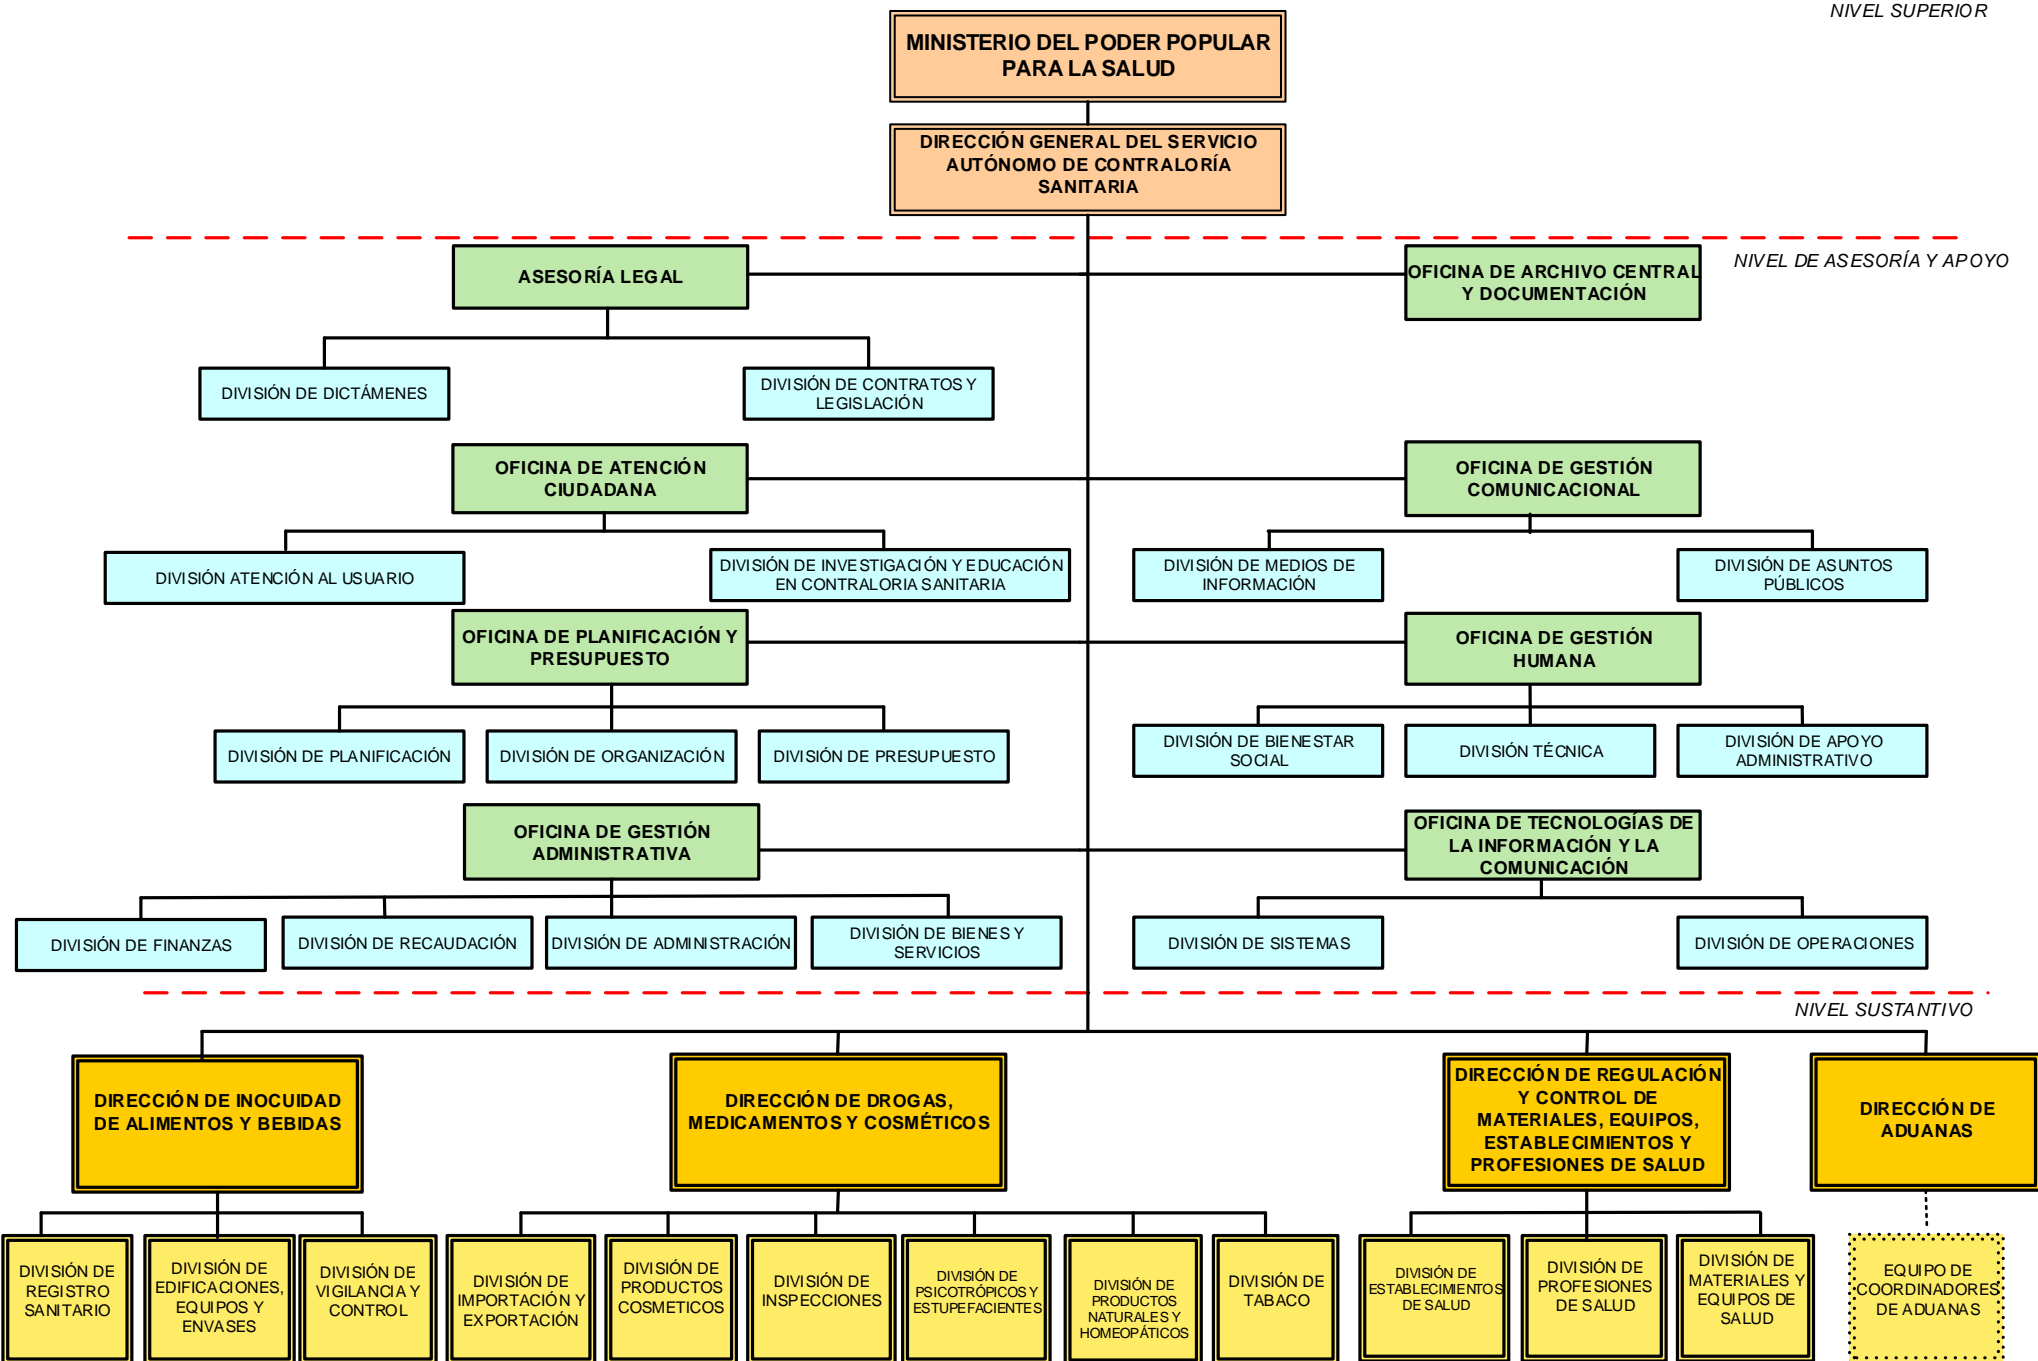 NIVEL SUPERIOR
MINISTERIO DEL PODER POPULAR
PARA LA SALUD
DIRECCIÓN GENERAL DEL SERVICIO
AUTÓNOMO DE CONTRALORÍA
SANITARIA
NIVEL DE ASESORÍA Y APOYO
ASESORÍA LEGAL
OFICINA DE ARCHIVO CENTRAL
Y DOCUMENTACIÓN
DIVISIÓN DE DICTÁMENES
DIVISIÓN DE CONTRATOS Y
LEGISLACIÓN
OFICINA DE ATENCIÓN
CIUDADANA
OFICINA DE GESTIÓN
COMUNICACIONAL
DIVISIÓN ATENCIÓN AL USUARIO
DIVISIÓN DE INVESTIGACIÓN Y EDUCACIÓN
EN CONTRALORIA SANITARIA
DIVISIÓN DE MEDIOS DE
INFORMACIÓN
DIVISIÓN DE ASUNTOS
PÚBLICOS
OFICINA DE PLANIFICACIÓN Y
PRESUPUESTO
OFICINA DE GESTIÓN
HUMANA
DIVISIÓN DE PLANIFICACIÓN
DIVISIÓN DE ORGANIZACIÓN
DIVISIÓN DE PRESUPUESTO
DIVISIÓN DE BIENESTAR
SOCIAL
DIVISIÓN TÉCNICA
DIVISIÓN DE APOYO
ADMINISTRATIVO
OFICINA DE GESTIÓN
ADMINISTRATIVA
OFICINA DE TECNOLOGÍAS DE
LA INFORMACIÓN Y LA
COMUNICACIÓN
DIVISIÓN DE FINANZAS
DIVISIÓN DE RECAUDACIÓN
DIVISIÓN DE ADMINISTRACIÓN
DIVISIÓN DE BIENES Y
SERVICIOS
DIVISIÓN DE SISTEMAS
DIVISIÓN DE OPERACIONES
NIVEL SUSTANTIVO
DIRECCIÓN DE INOCUIDAD
DE ALIMENTOS Y BEBIDAS
DIRECCIÓN DE DROGAS,
MEDICAMENTOS Y COSMÉTICOS
DIRECCIÓN DE REGULACIÓN
Y CONTROL DE
MATERIALES, EQUIPOS,
ESTABLECIMIENTOS Y
PROFESIONES DE SALUD
DIRECCIÓN DE
ADUANAS
DIVISIÓN DE
REGISTRO
SANITARIO
DIVISIÓN DE
EDIFICACIONES,
EQUIPOS Y
ENVASES
DIVISIÓN DE
VIGILANCIA Y
CONTROL
DIVISIÓN DE
IMPORTACIÓN Y
EXPORTACIÓN
DIVISIÓN DE
PRODUCTOS
COSMETICOS
DIVISIÓN DE
INSPECCIONES
DIVISIÓN DE
PSICOTRÓPICOS Y
ESTUPEFACIENTES
DIVISIÓN DE
PRODUCTOS
NATURALES Y
HOMEOPÁTICOS
DIVISIÓN DE
TABACO
DIVISIÓN DE
ESTABLECIMIENTOS
DE SALUD
DIVISIÓN DE
PROFESIONES
DE SALUD
DIVISIÓN DE
MATERIALES Y
EQUIPOS DE
SALUD
EQUIPO DE
COORDINADORES
DE ADUANAS